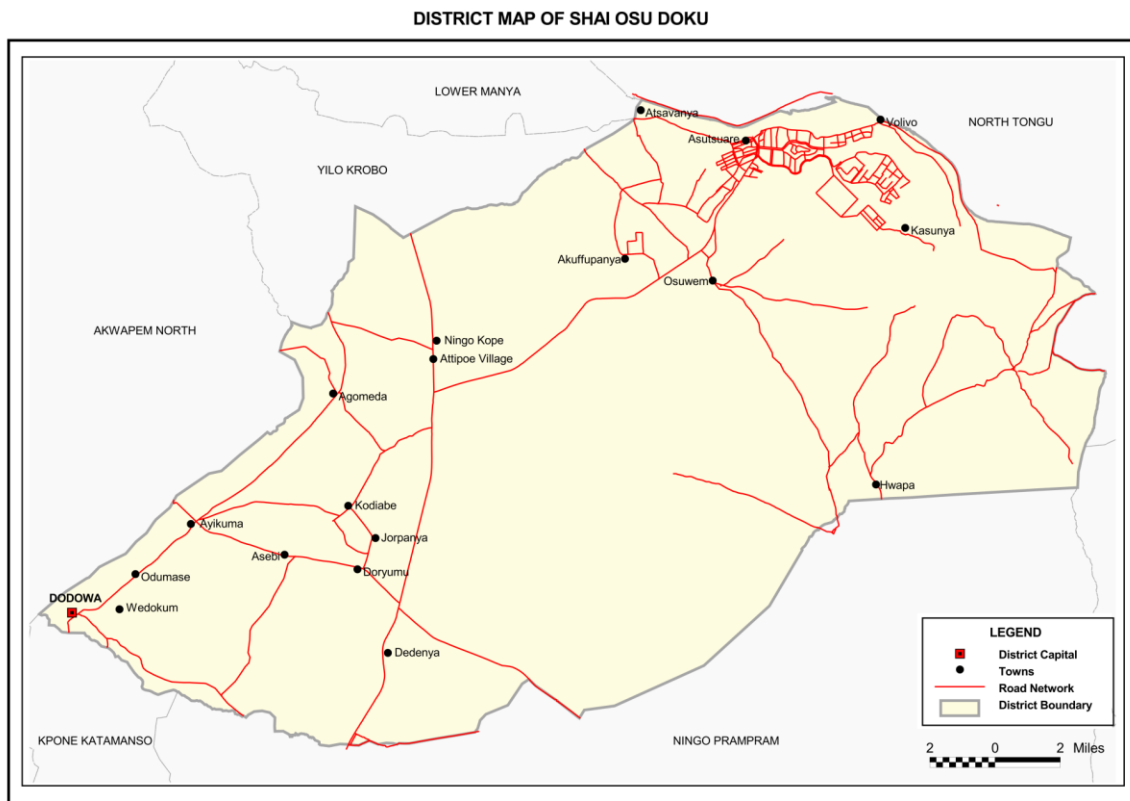 DISTRICT MAP OF SHAI OSU DOKU
LOWER MANYA
Atsavanya
Volivo
NORTH TONGU
Asutsuare
YILO KROBO
Kasunya
Akuffupanya
Osuwem
AKWAPEM NORTH
Ningo Kope
Attipoe Village
Agomeda
Hwapa
Kodiabe
Ayikuma
Jorpanya
Asebi
Doryumu
Odumase
DODOWA
Wedokum
Dedenya
LEGEND
District Capital
Towns
Road Network
District Boundary
KPONE KATAMANSO
NINGO PRAMPRAM
2 0 2 Miles